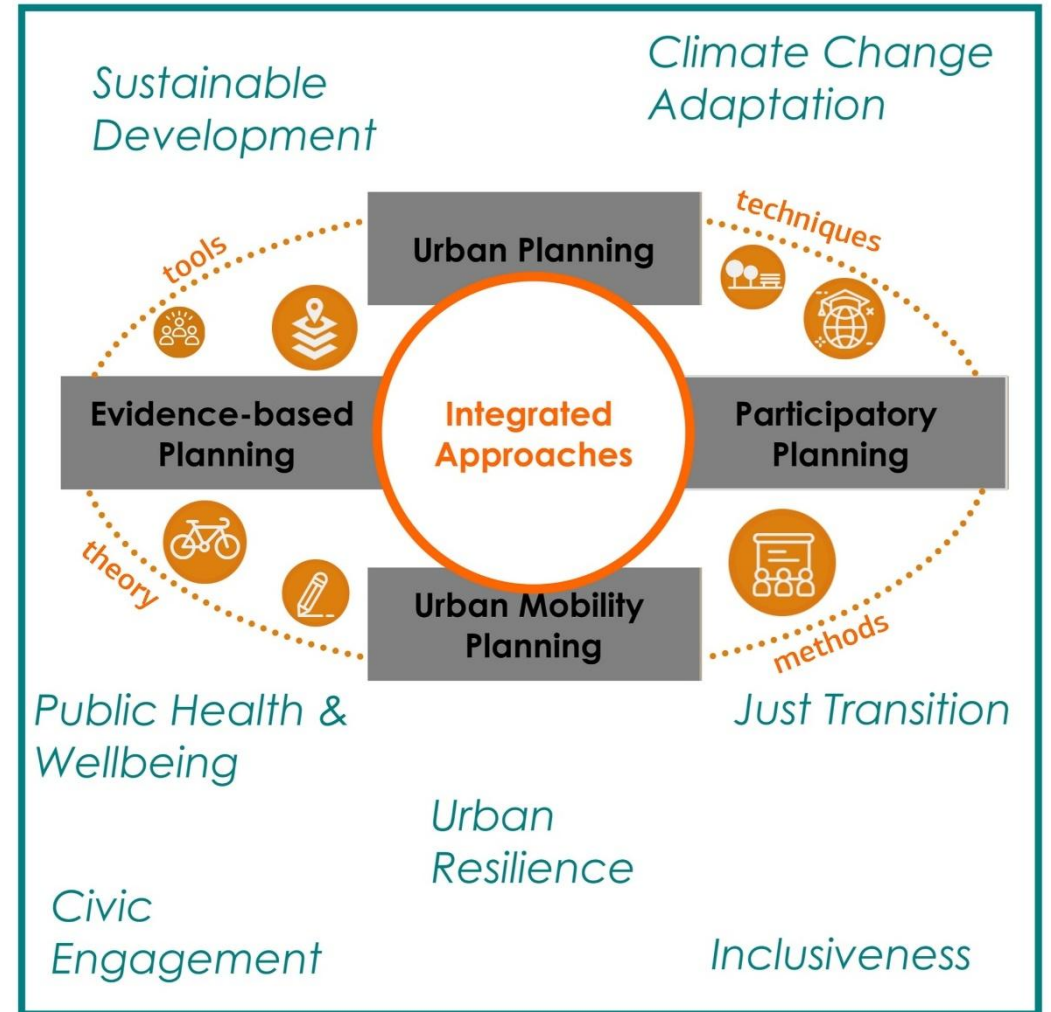 Sustainable
Development
Climate Change
Adaptation
tools
techniques
Urban Planning
Evidence-based
Planning
Integrated
Approaches
Participatory
Planning
theory
methods
Urban Mobility
Planning
Public Health &
Wellbeing
Just Transition
Urban
Resilience
Civic
Engagement
Inclusiveness